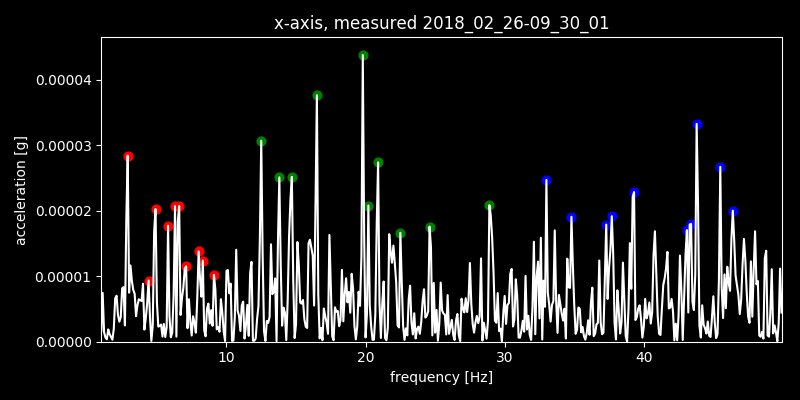 x-axis, measured 2018_02_26-09_30_01
acceleration [g]
0.00004
0.00003
0.00002
0.00001
0.00000
10 20 30 40
frequency [Hz]